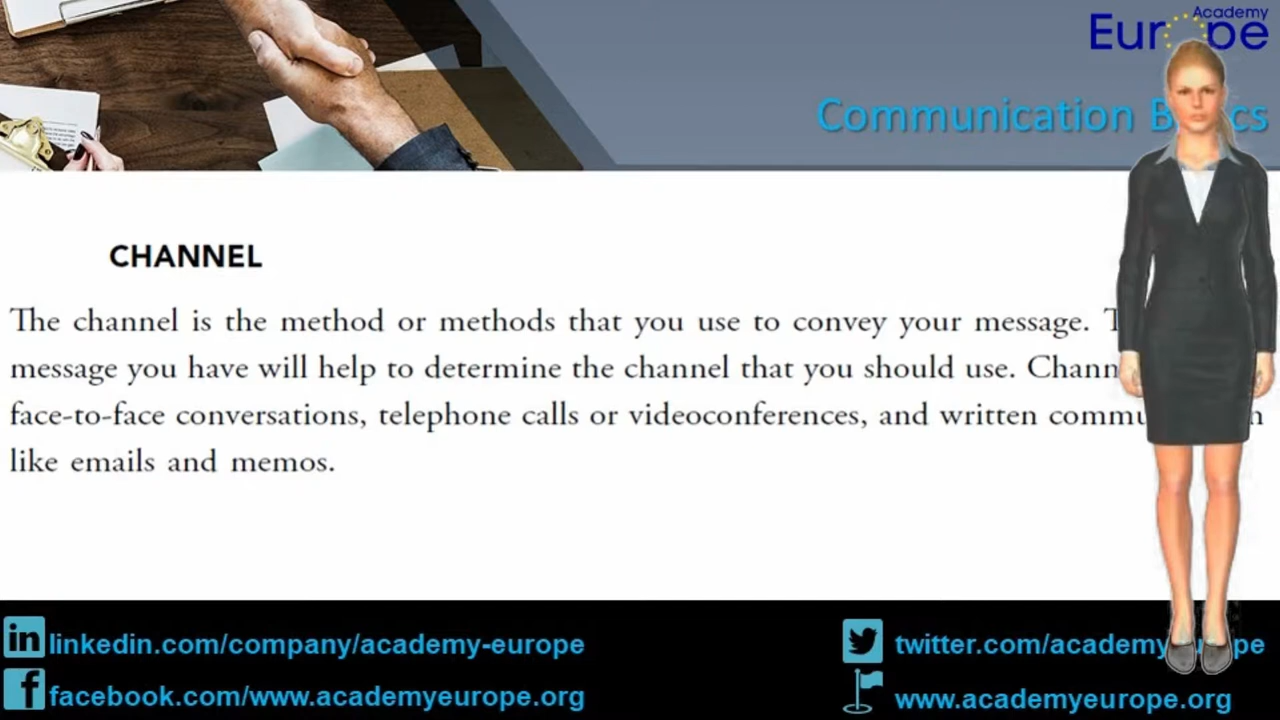 Academy
Europe
Communication
CHANNEL
The channel is the method or methods that you use to convey your message.
message you have will help to determine the channel that you should use.
face-to-face conversations, telephone calls or videoconferences, and written
like emails and memos.
in linkedin.com/company/academy-europe
twitter.com/academy
f facebook.com/www.academyeurope.org
www.academyeurope.org